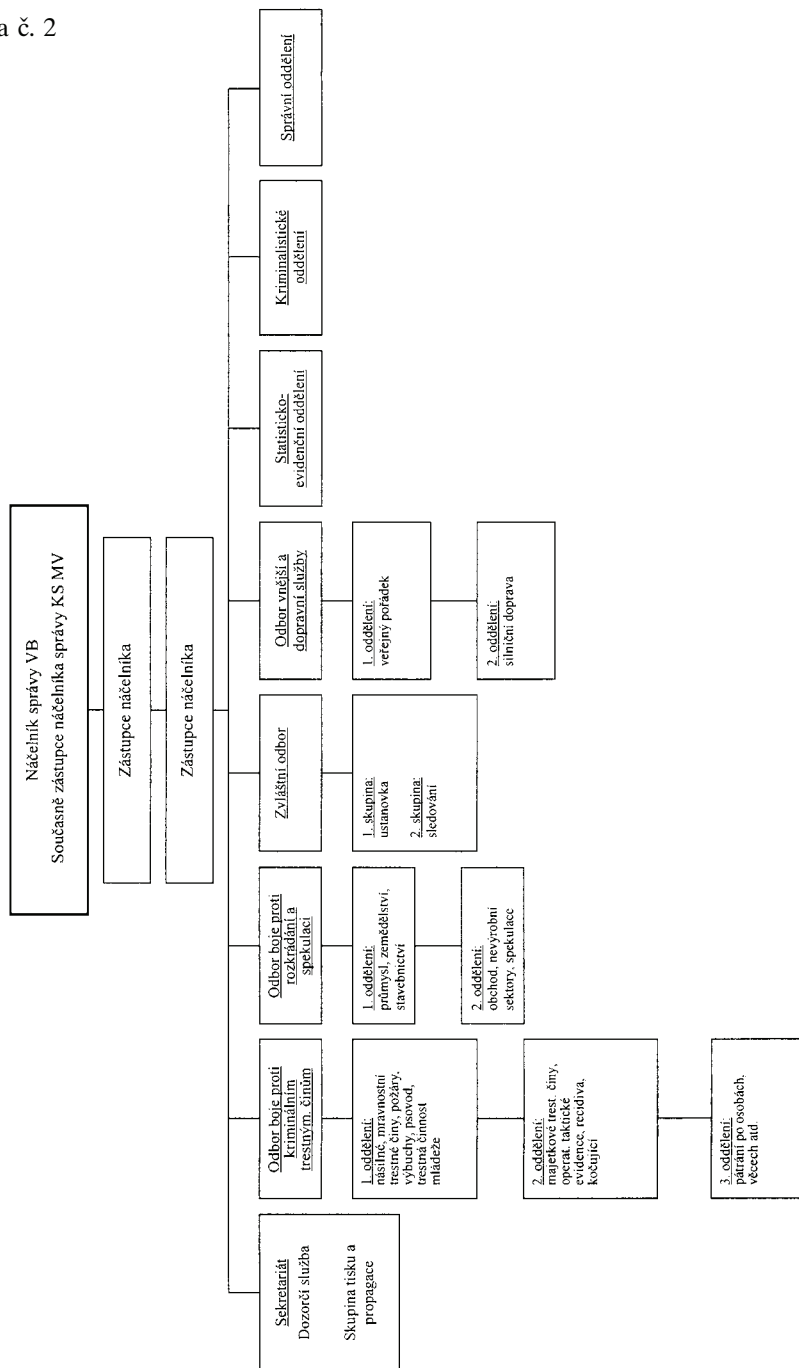 a č. 2
Náčelník správy VB
Současně zástupce náčelníka správy KS MV
Zástupce náčelníka
Zástupce náčelníka
Sekretariát
Dozorčí služba
Skupina tisku a
propagace
Odbor boje proti
kriminálním
trestným. činům
1. oddělení:
násilné, mravnostní
trestné činy, požáry,
výbuchy, psovod,
trestná činnost
mládeže
2. oddělení:
majetkové trest. činy,
operat. taktické
evidence, recidiva,
kočující
3. oddělení:
pátrání po osobách,
věcech atd.
Odbor boje proti
rozkrádání a
spekulaci
1. oddělení:
průmysl, zemědělství,
stavebnictví
2. oddělení:
obchod, nevýrobní
sektory, spekulace
Zvláštní odbor
1. skupina:
ustanovka
2. skupina:
sledování
Odbor vnější a
dopravní služby
1. oddělení:
veřejný pořádek
2. oddělení:
silniční doprava
Statisticko-
evidenční oddělení
Kriminalistické
oddělení
Správní oddělení